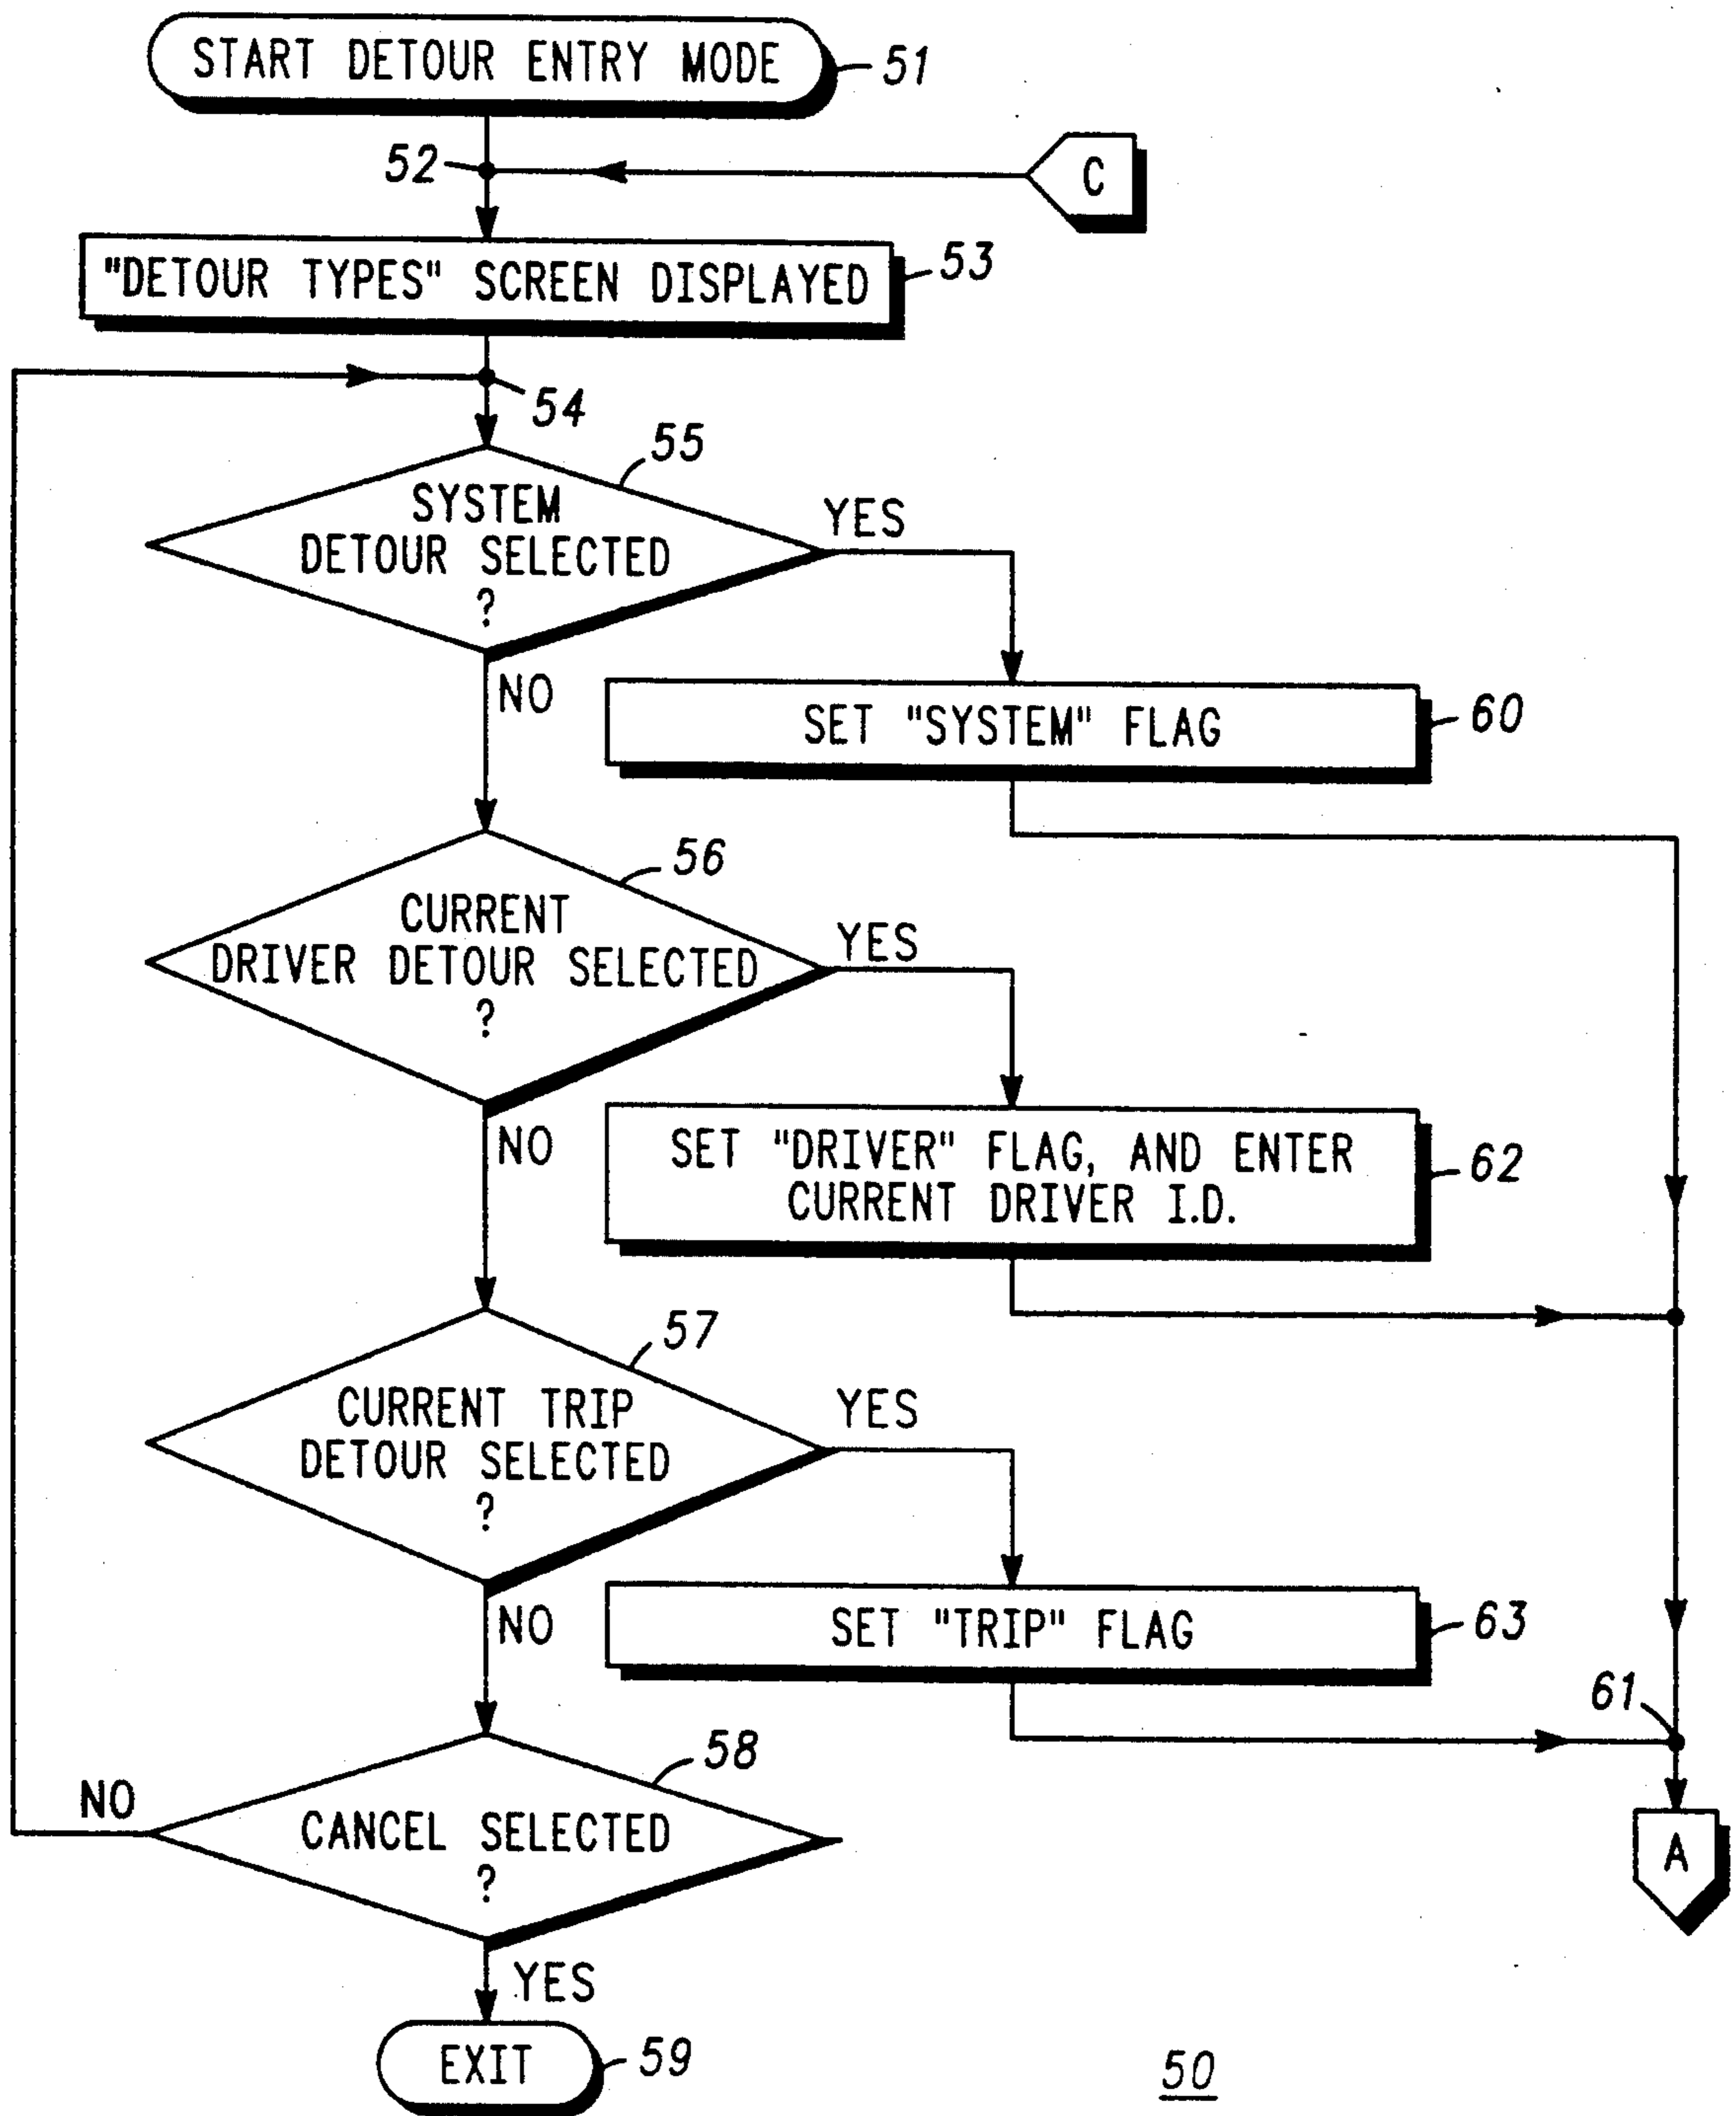 START DETOUR ENTRY MODE
51
52
C
"DETOUR TYPES" SCREEN DISPLAYED
53
54
55
SYSTEM
DETOUR SELECTED
?
YES
NO
SET "SYSTEM" FLAG
60
56
CURRENT
DRIVER DETOUR SELECTED
?
YES
NO
SET "DRIVER" FLAG, AND ENTER
CURRENT DRIVER I.D.
62
57
CURRENT TRIP
DETOUR SELECTED
?
YES
NO
SET "TRIP" FLAG
63
61
58
NO
CANCEL SELECTED
?
A
YES
EXIT
59
50